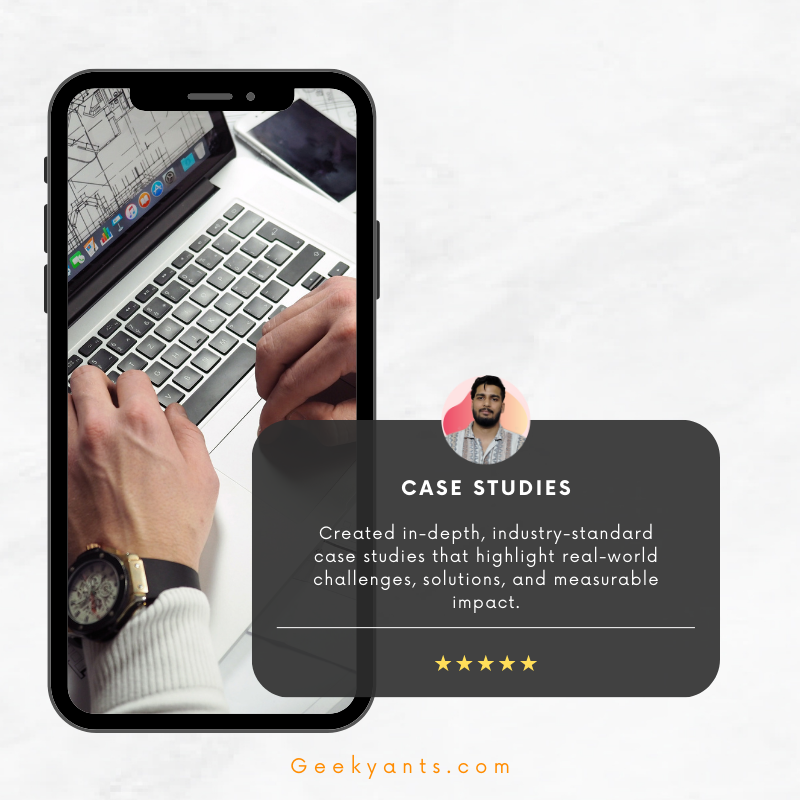 CASE STUDIES
Created in-depth, industry-standard
case studies that highlight real-world
challenges, solutions, and measurable
impact.
Geekyants.com